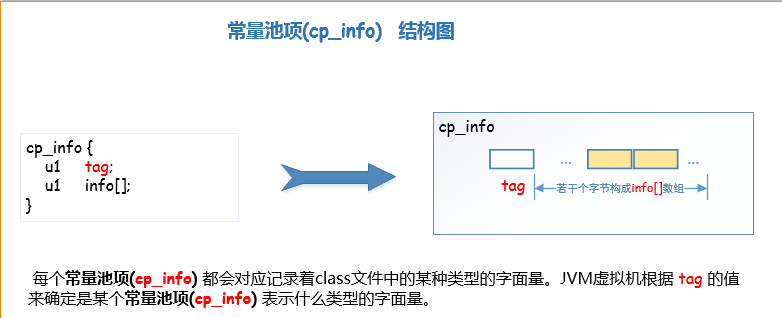 常量池项(cp_info) 结构图
cp_info {
u1 tag;
u1 info[];
}
cp_info
... ...
tag
若干个字节构成info[]数组
每个常量池项(cp_info) 都会对应记录着class文件中的某种类型的字面量。JVM虚拟机根据 tag 的值
来确定是某个常量池项(cp_info) 表示什么类型的字面量。